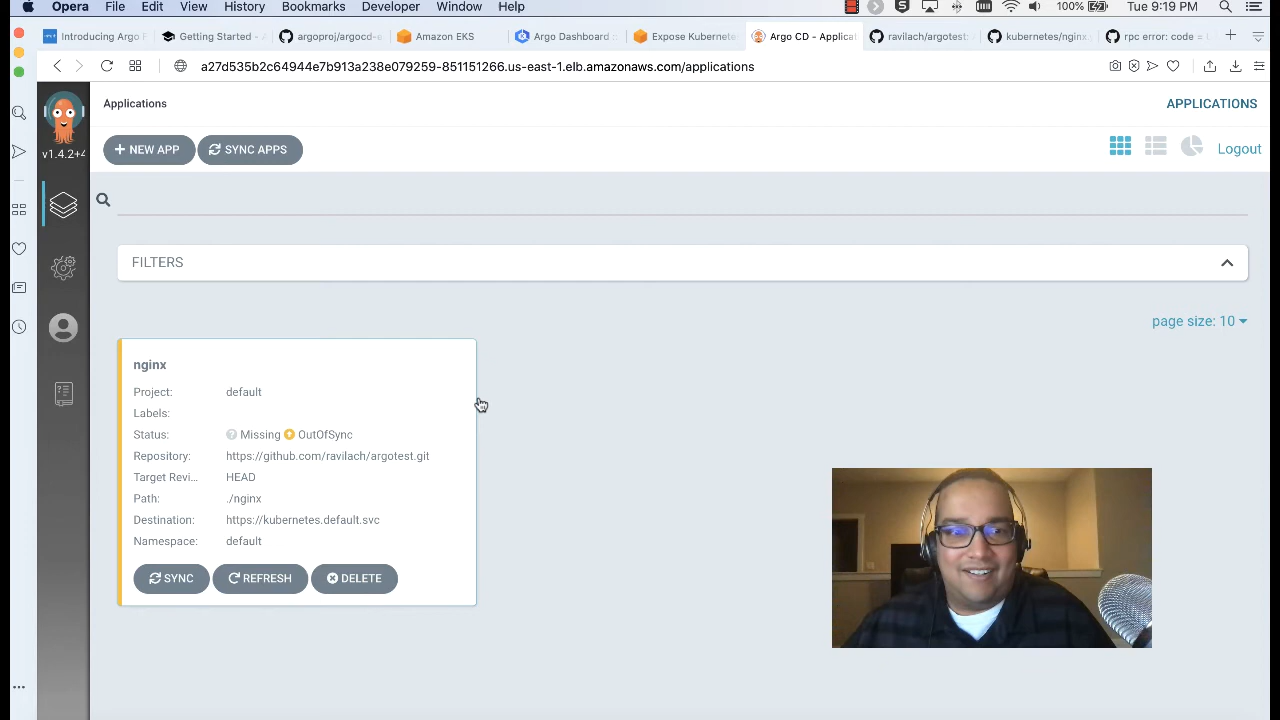 Opera File Edit View History Bookmarks Developer Window Help 100% Tue 9:19 PM
Introducing Argo Getting Started - argoproj/argocd-e Amazon EKS Argo Dashboard Expose Kubernete Argo CD - Applicat ravilach/argotest: kubernetes/nginx. rpc error: code =
a27d535b2c64944e7b913a238e079259-851151266.us-east-1.elb.amazonaws.com/applications
Applications
APPLICATIONS
v1.4.2+
NEW APP SYNC APPS
Logout
FILTERS
page size: 10
nginx
Project: default
Labels:
Status: Missing OutOfSync
Repository: https://github.com/ravilach/argotest.git
Target Revi... HEAD
Path: ./nginx
Destination: https://kubernetes.default.svc
Namespace: default
SYNC REFRESH DELETE